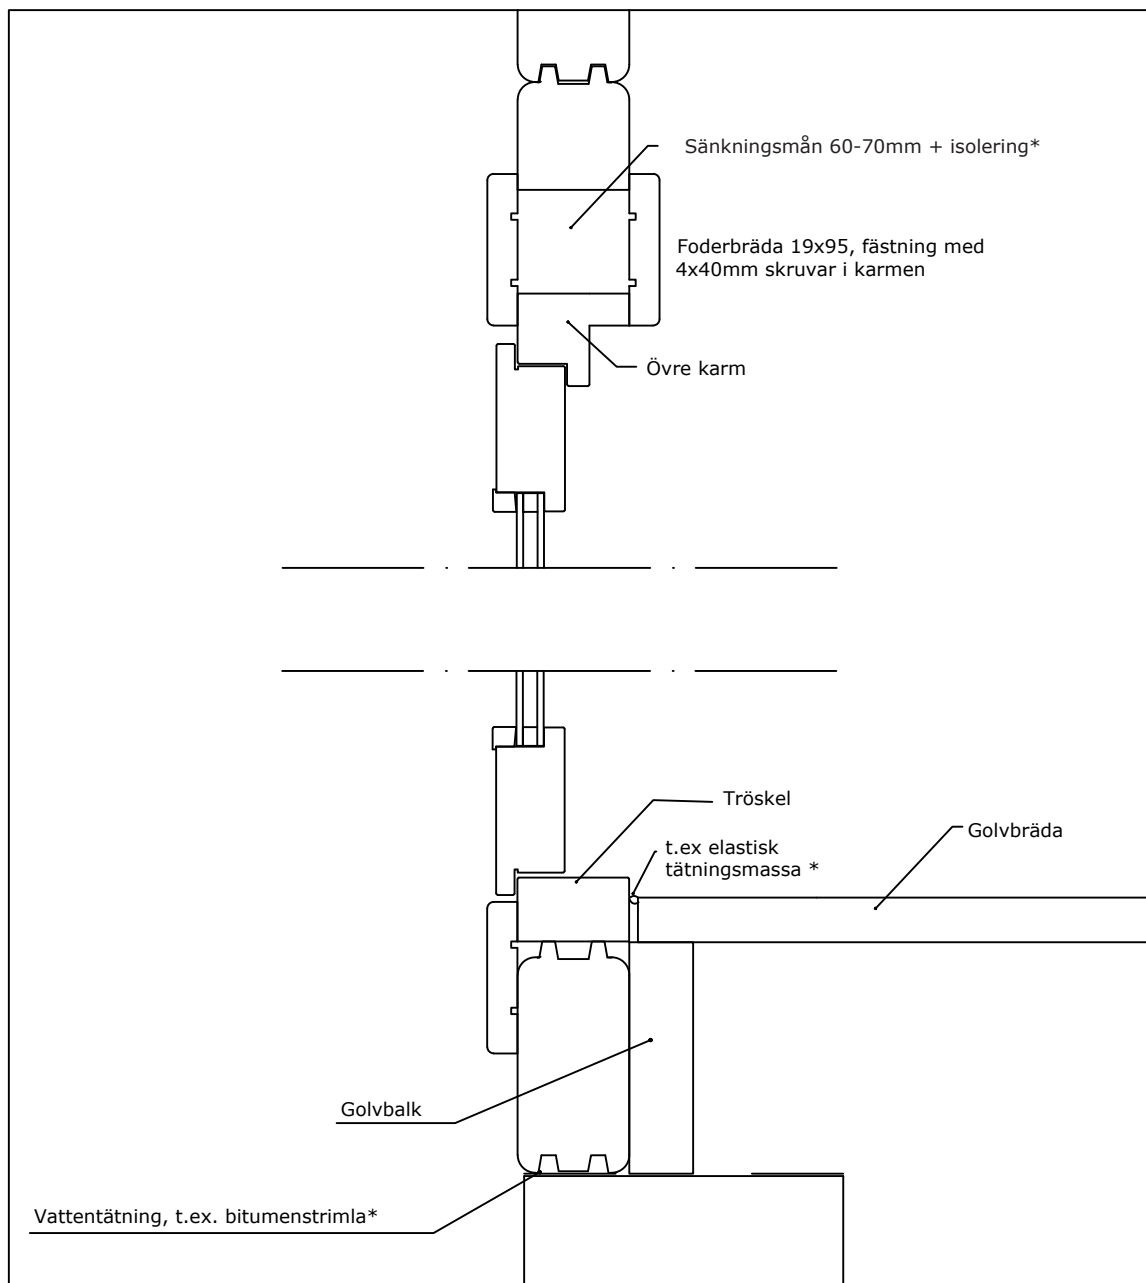 Sänkningsmån 60-70mm + isolering*
Foderbräda 19x95, fästning med
4x40mm skruvar i karmen
Övre karm
Tröskel
t.ex elastisk
tätningsmassa *
Golvbräda
Golvbalk
Vattentätning, t.ex. bitumenstrimla*